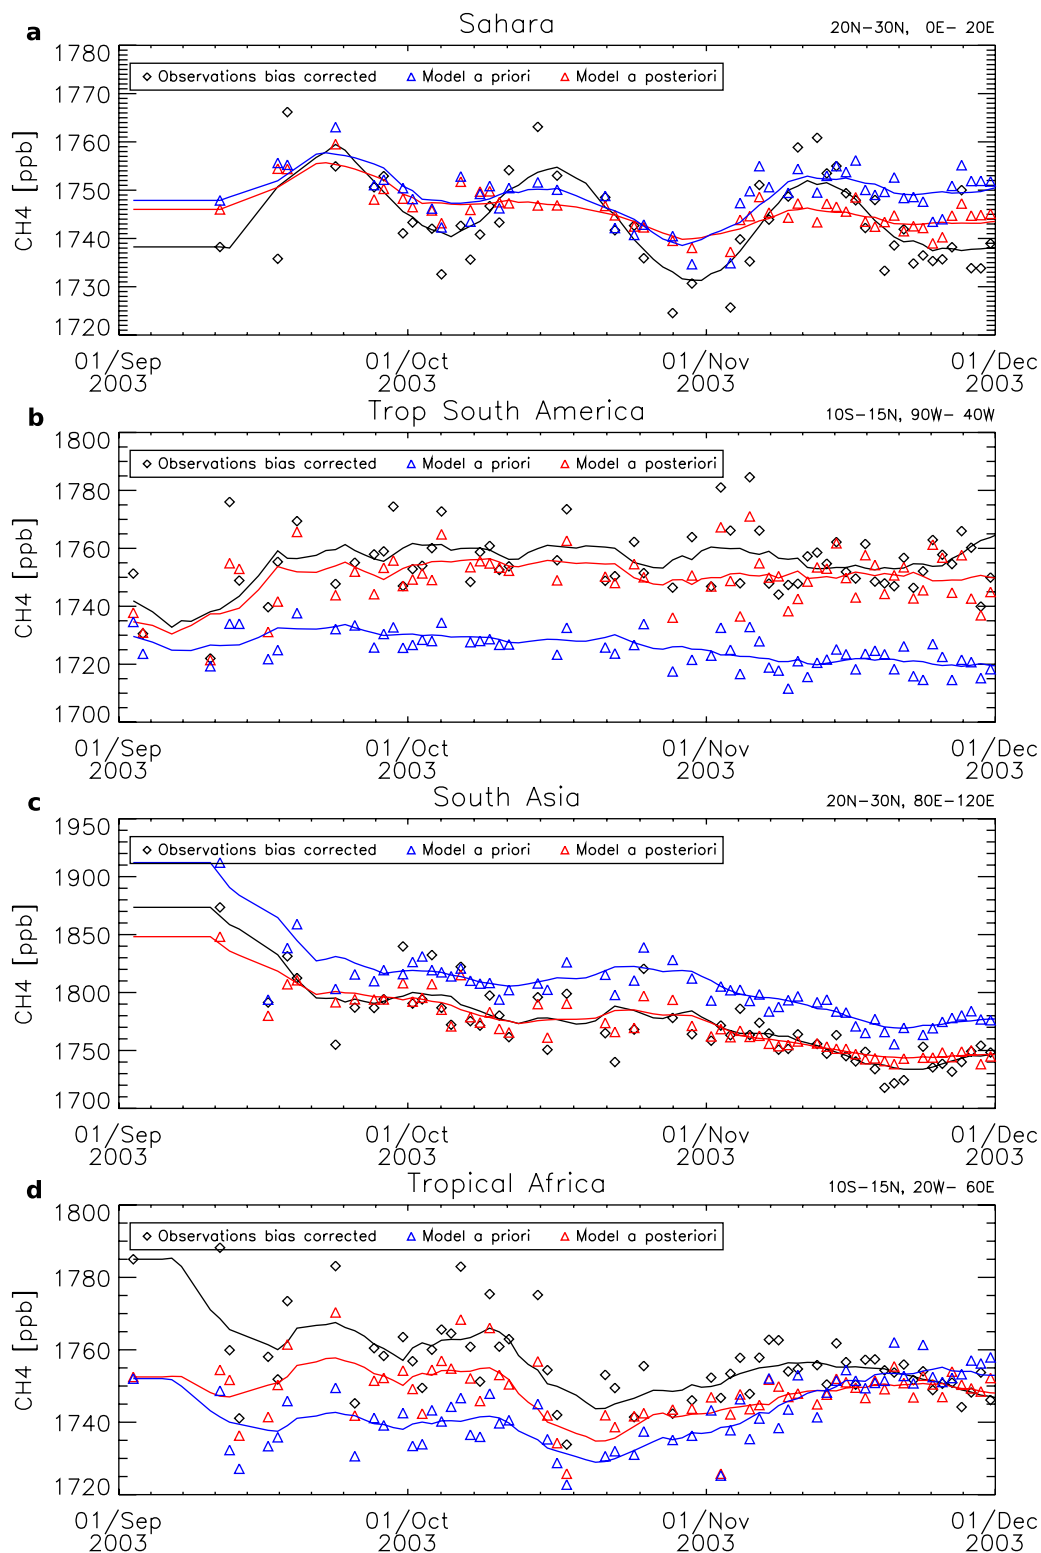 a Sahara 20N-30N, 0E- 20E
1780
Observations bias corrected Model a priori Model a posteriori
1770
1760
1750
1740
1730
1720
CH4 [ppb]
01/Sep 01/Oct 01/Nov 01/Dec
2003 2003 2003 2003
b Trop South America 10S-15N, 90W- 40W
1800
Observations bias corrected Model a priori Model a posteriori
1780
1760
1740
1720
1700
CH4 [ppb]
01/Sep 01/Oct 01/Nov 01/Dec
2003 2003 2003 2003
c South Asia 20N-30N, 80E-120E
1950
Observations bias corrected Model a priori Model a posteriori
1900
1850
1800
1750
1700
CH4 [ppb]
01/Sep 01/Oct 01/Nov 01/Dec
2003 2003 2003 2003
d Tropical Africa 10S-15N, 20W- 60E
1800
Observations bias corrected Model a priori Model a posteriori
1780
1760
1740
1720
CH4 [ppb]
01/Sep 01/Oct 01/Nov 01/Dec
2003 2003 2003 2003